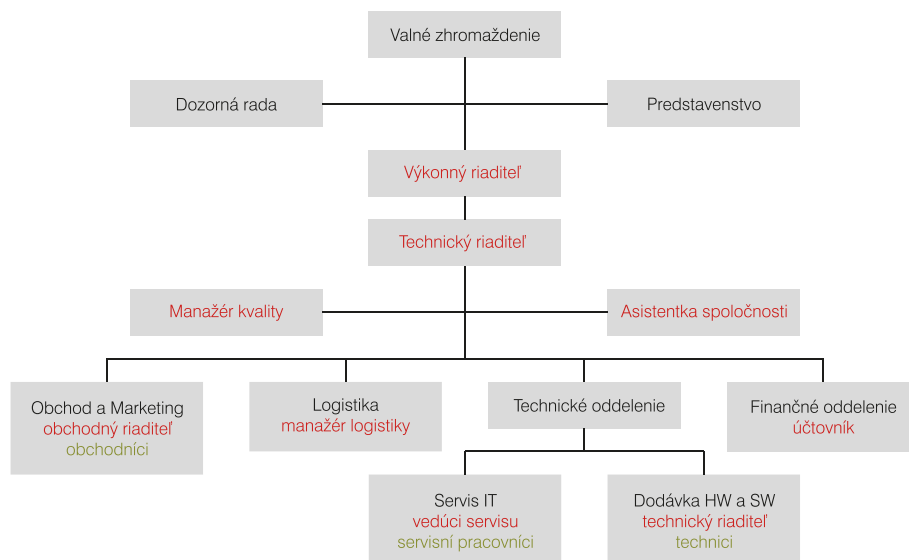 Valné zhromaždenie
Dozorná rada
Predstavenstvo
Výkonný riaditeľ
Technický riaditeľ
Manažér kvality
Asistentka spoločnosti
Obchod a Marketing
obchodný riaditeľ
obchodníci
Logistika
manažér logistiky
Technické oddelenie
Finančné oddelenie
účtovník
Servis IT
vedúci servisu
servisní pracovníci
Dodávka HW a SW
technický riaditeľ
technici